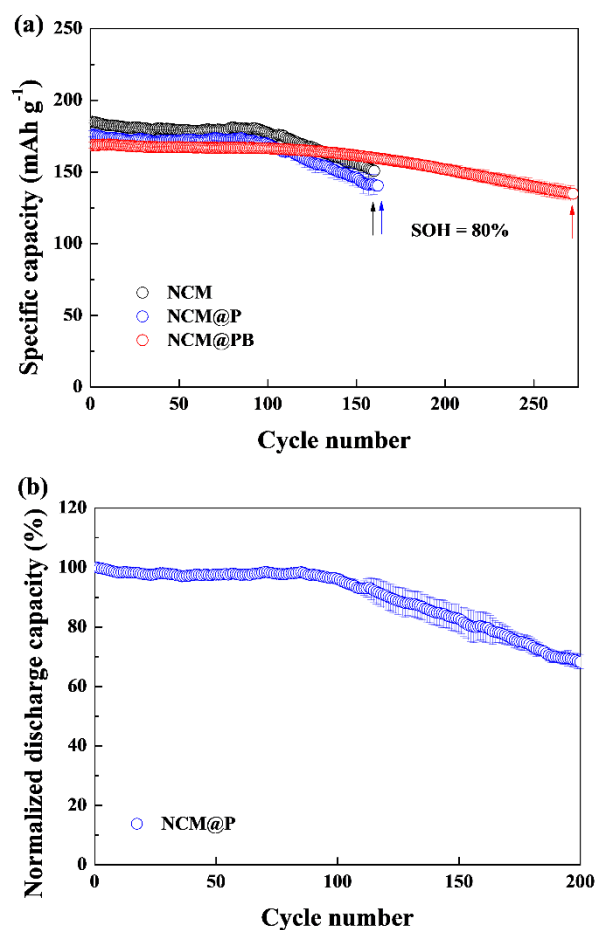 (a)
250
200
150
100
50
0
Specific capacity (mAh g⁻¹)
SOH = 80%
NCM
NCM@P
NCM@PB
0 50 100 150 200 250
Cycle number
(b)
120
100
80
60
40
20
0
Normalized discharge capacity (%)
NCM@P
0 50 100 150 200
Cycle number